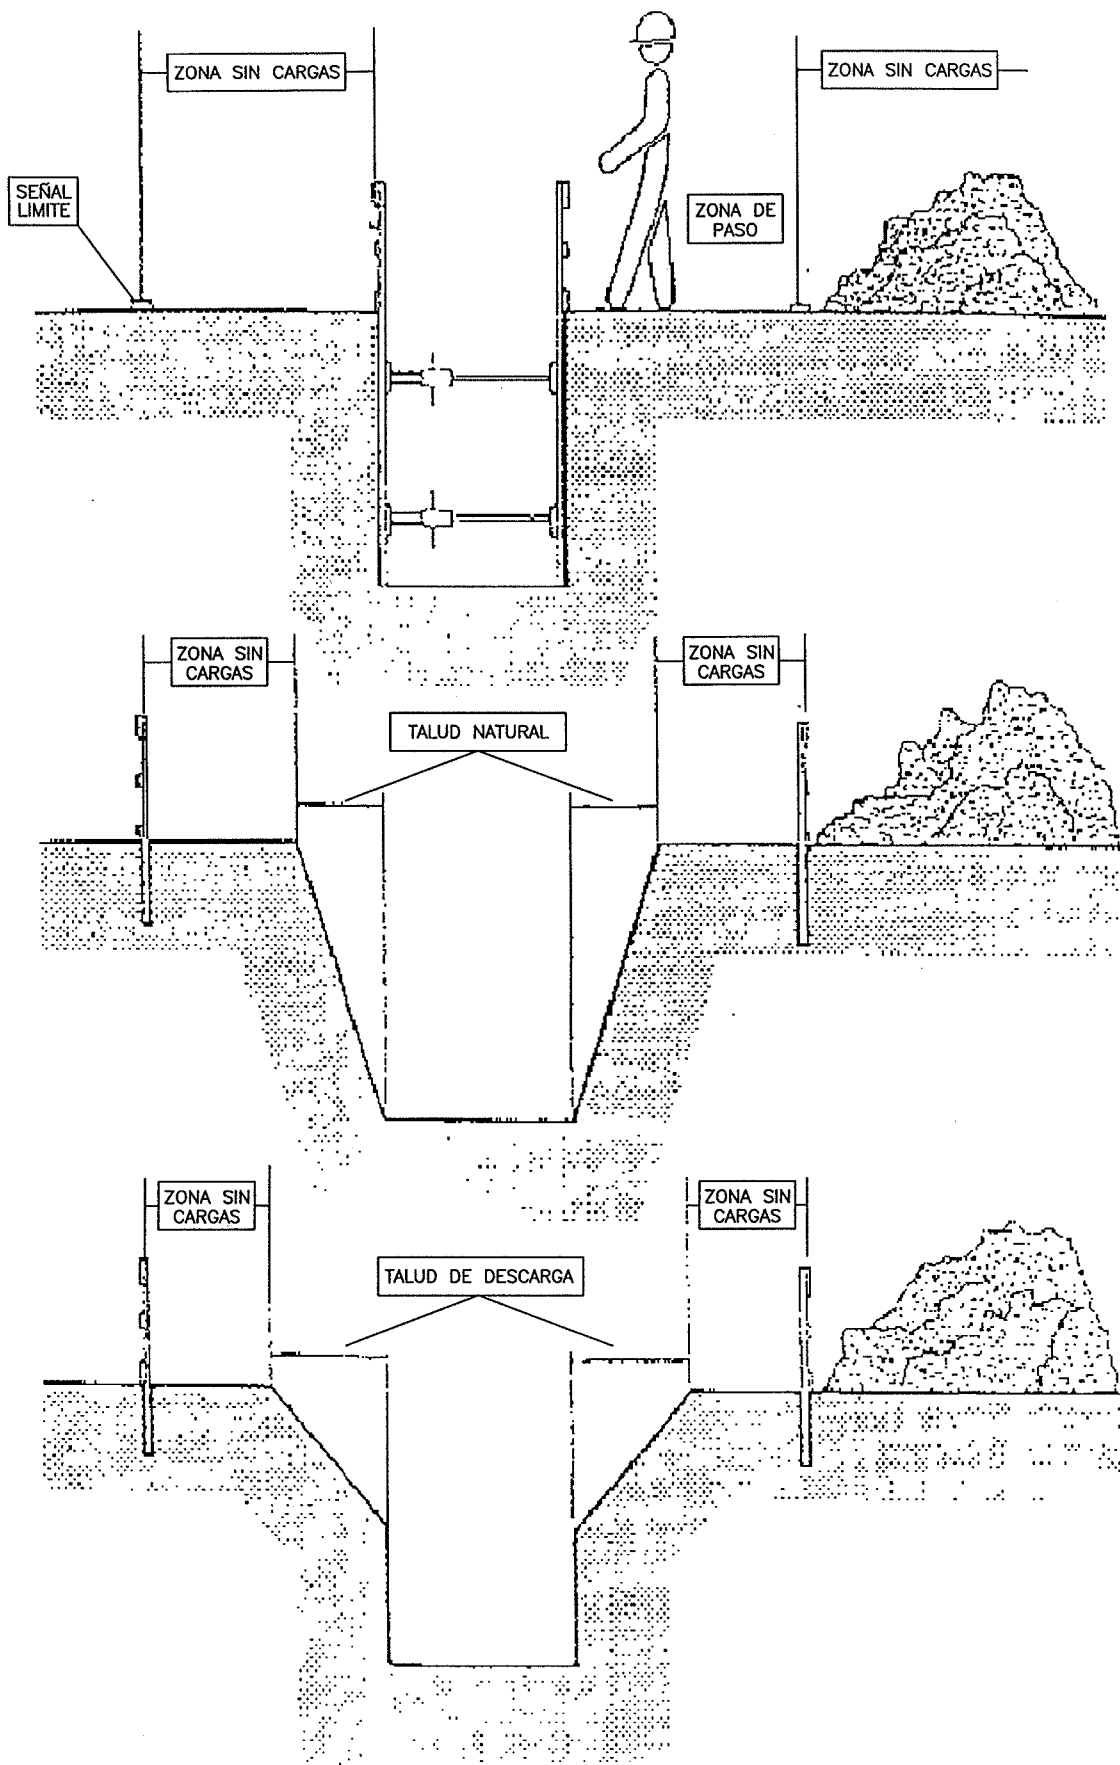 ZONA SIN CARGAS
ZONA SIN CARGAS
SEÑAL
LIMITE
ZONA DE
PASO
ZONA SIN
CARGAS
ZONA SIN
CARGAS
TALUD NATURAL
ZONA SIN
CARGAS
ZONA SIN
CARGAS
TALUD DE DESCARGA